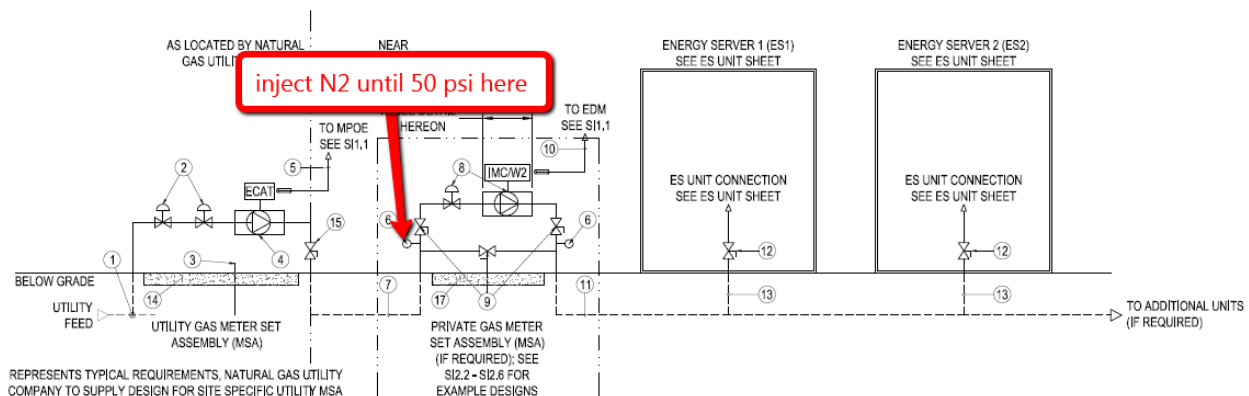 AS LOCATED BY NATURAL
GAS UTILIT
NEAR
inject N2 until 50 psi here
HEREON
TO MPOE
SEE SI1.1
TO EDM
SEE SI1.1
ENERGY SERVER 1 (ES1)
SEE ES UNIT SHEET
ENERGY SERVER 2 (ES2)
SEE ES UNIT SHEET
2
5
ECAT
15
8
10
IMC/W2
6
6
ES UNIT CONNECTION
SEE ES UNIT SHEET
ES UNIT CONNECTION
SEE ES UNIT SHEET
1
3
4
12
12
BELOW GRADE
14
7
17
9
11
13
13
UTILITY
FEED
UTILITY GAS METER SET
ASSEMBLY (MSA)
PRIVATE GAS METER
SET ASSEMBLY (MSA)
(IF REQUIRED); SEE
SI2.2 - SI2.6 FOR
EXAMPLE DESIGNS
TO ADDITIONAL UNITS
(IF REQUIRED)
REPRESENTS TYPICAL REQUIREMENTS, NATURAL GAS UTILITY
COMPANY TO SUPPLY DESIGN FOR SITE SPECIFIC UTILITY MSA